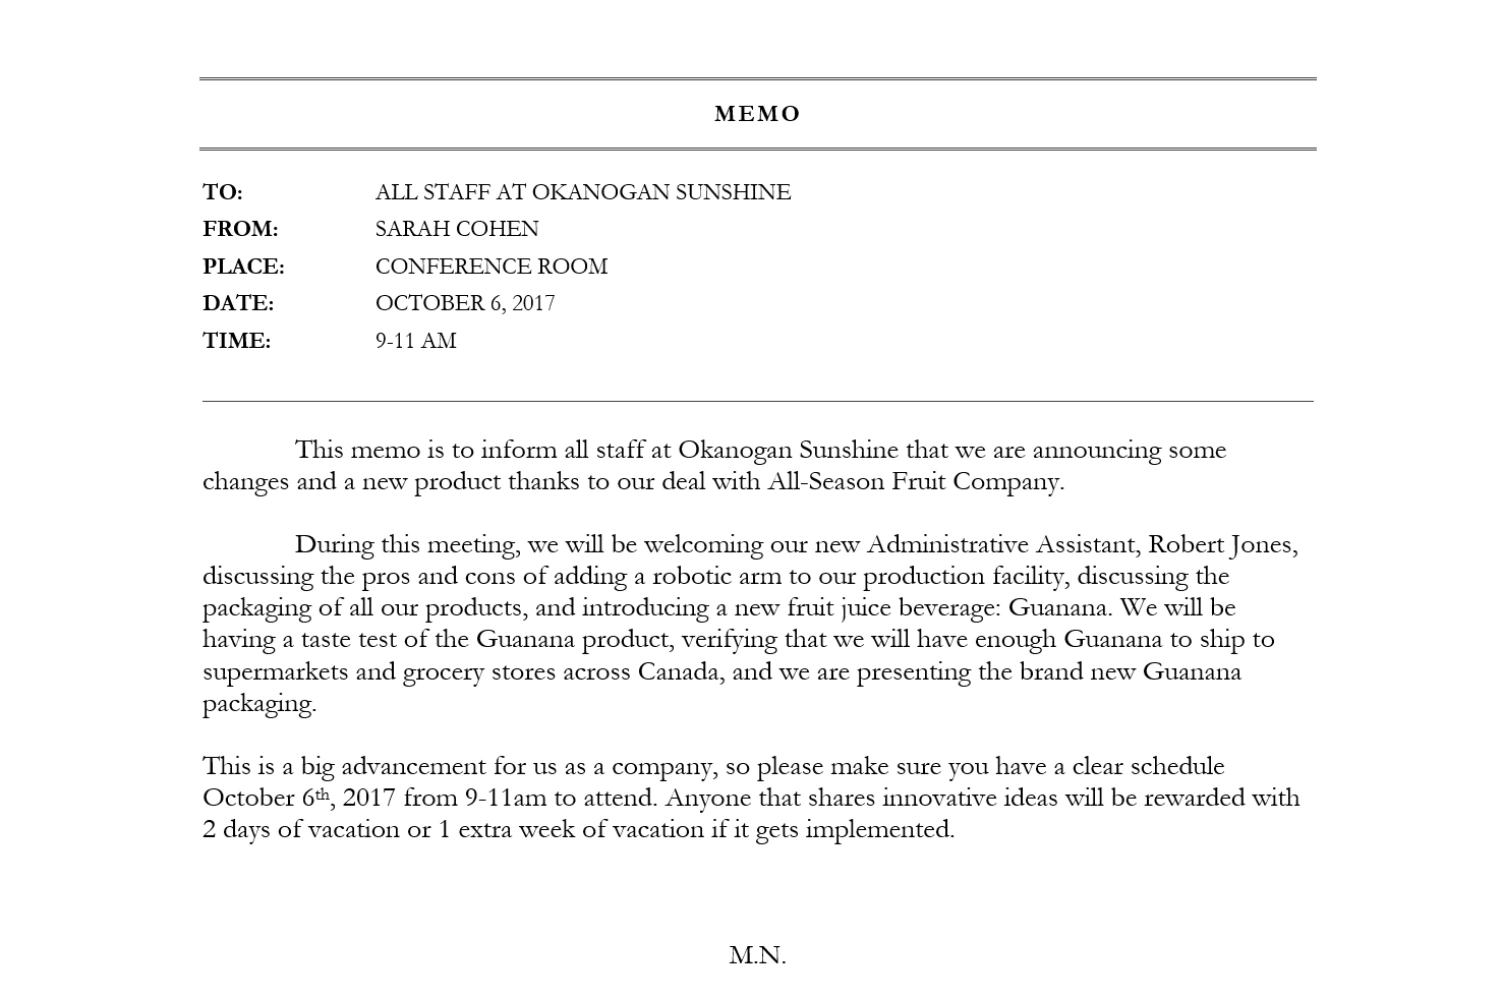 MEMO
TO: ALL STAFF AT OKANOGAN SUNSHINE
FROM: SARAH COHEN
PLACE: CONFERENCE ROOM
DATE: OCTOBER 6, 2017
TIME: 9-11 AM
This memo is to inform all staff at Okanogan Sunshine that we are announcing some
changes and a new product thanks to our deal with All-Season Fruit Company.
During this meeting, we will be welcoming our new Administrative Assistant, Robert Jones,
discussing the pros and cons of adding a robotic arm to our production facility, discussing the
packaging of all our products, and introducing a new fruit juice beverage: Guanana. We will be
having a taste test of the Guanana product, verifying that we will have enough Guanana to ship to
supermarkets and grocery stores across Canada, and we are presenting the brand new Guanana
packaging.
This is a big advancement for us as a company, so please make sure you have a clear schedule
October 6th, 2017 from 9-11am to attend. Anyone that shares innovative ideas will be rewarded with
2 days of vacation or 1 extra week of vacation if it gets implemented.
M.N.